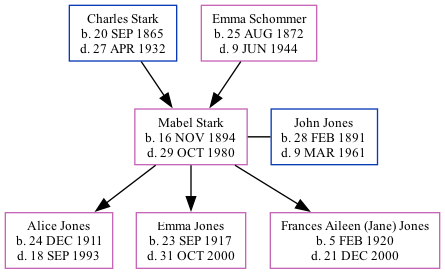 Charles Stark
b. 20 SEP 1865
d. 27 APR 1932
Emma Schommer
b. 25 AUG 1872
d. 9 JUN 1944
Mabel Stark
b. 16 NOV 1894
d. 29 OCT 1980
John Jones
b. 28 FEB 1891
d. 9 MAR 1961
Alice Jones
b. 24 DEC 1911
d. 18 SEP 1993
Emma Jones
b. 23 SEP 1917
d. 31 OCT 2000
Frances Aileen (Jane) Jones
b. 5 FEB 1920
d. 21 DEC 2000